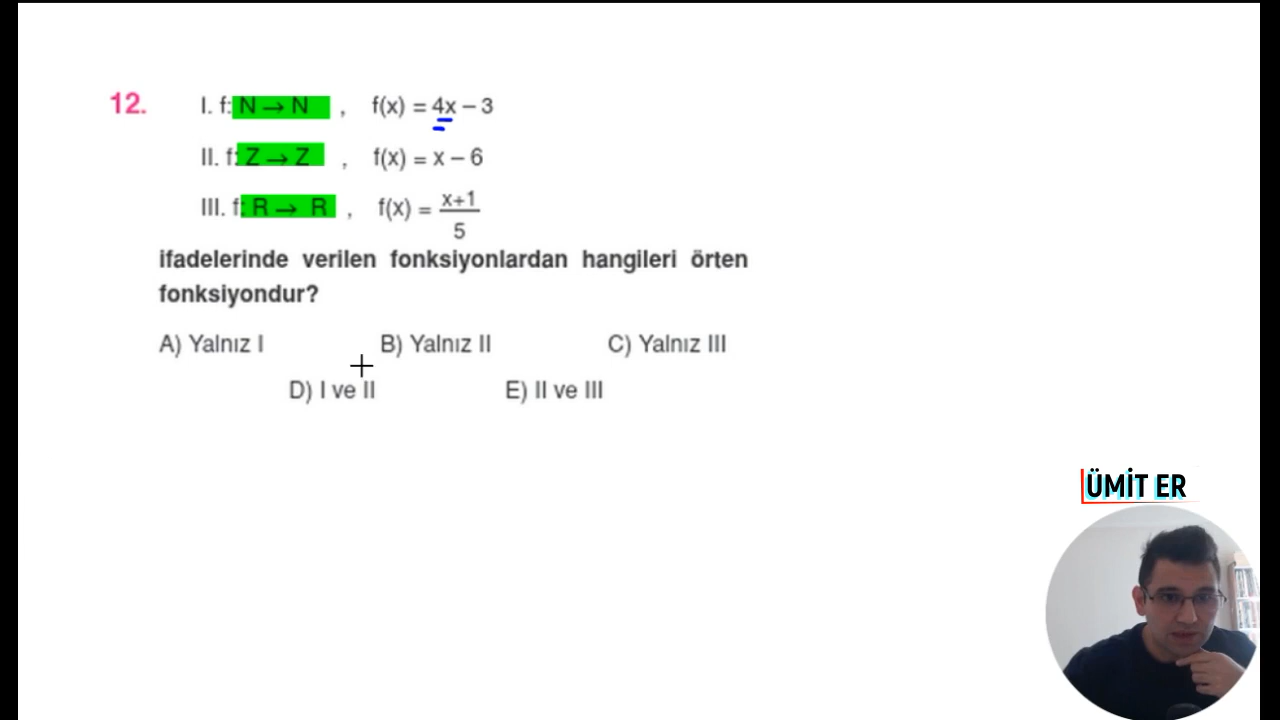 12. I. f: N → N , f(x) = 4x – 3
II. f: Z → Z , f(x) = x – 6
III. f: R → R , f(x) = x+1/5
ifadelerinde verilen fonksiyonlardan hangileri örten
fonksiyondur?
A) Yalnız I B) Yalnız II C) Yalnız III
D) I ve II E) II ve III
ÜMİT ER